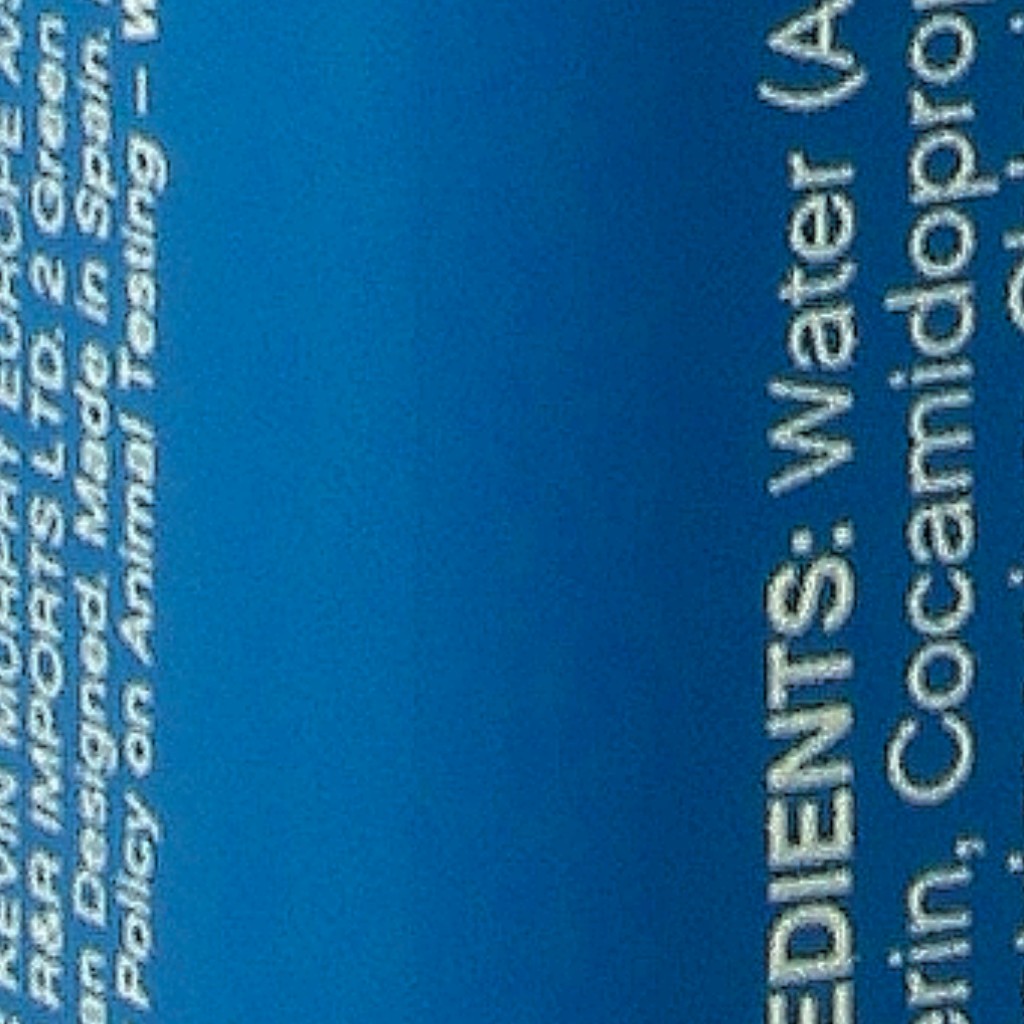 KEVIN MURPHY EUROPE
R&R IMPORTS LTD. 2 Green
an Designed. Made in Spain.
Policy on Animal Testing – W
EDIENTS: Water (A
erin, Cocamidoprop